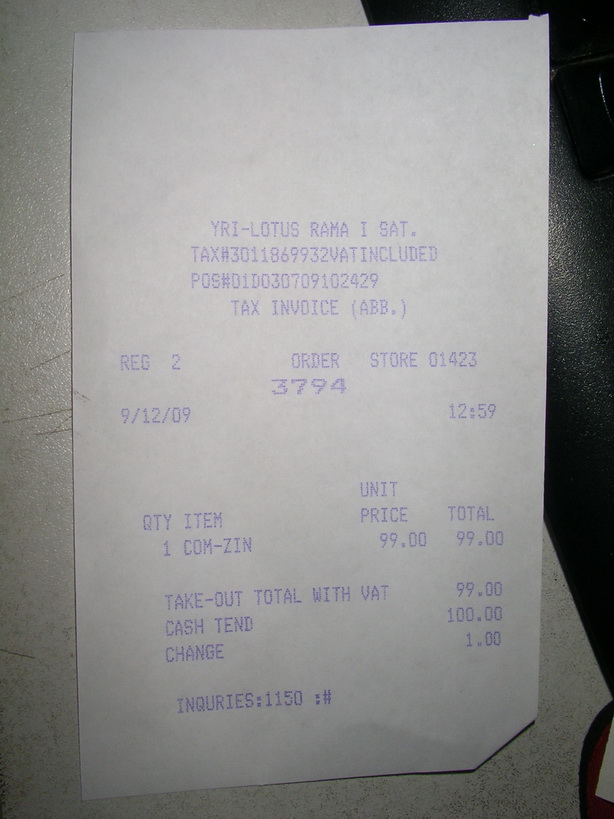 YRI-LOTUS RAMA I SAT.
TAX#3011869932VATINCLUDED
POS#D1D030709102429
TAX INVOICE (ABB.)
REG 2 ORDER STORE 01423
3794
9/12/09 12:59
UNIT
QTY ITEM PRICE TOTAL
1 COM-ZIN 99.00 99.00
TAKE-OUT TOTAL WITH VAT 99.00
CASH TEND 100.00
CHANGE 1.00
INQURIES:1150 :#